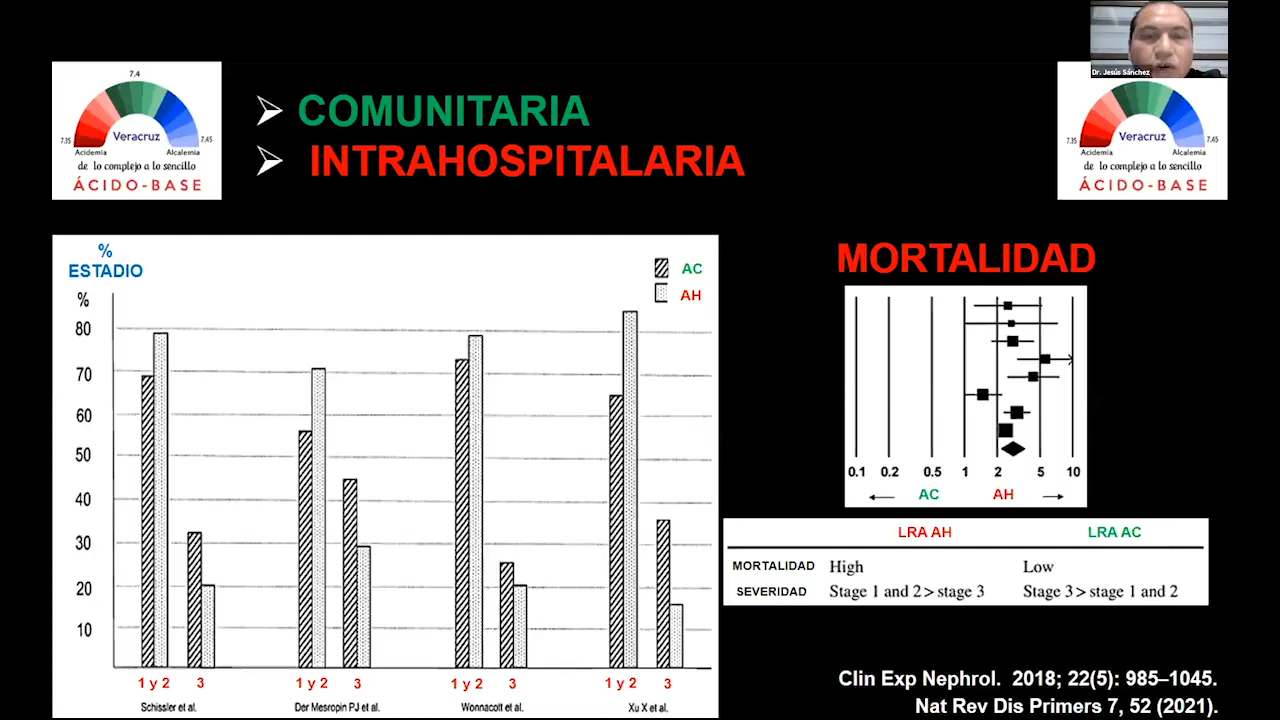 Dr. Jesús Sánchez
7.4
7.35
7.45
Veracruz
Acidemia
Alcalemia
de lo complejo a lo sencillo
ÁCIDO-BASE
COMUNITARIA
INTRAHOSPITALARIA
7.35
7.45
Veracruz
Acidemia
Alcalemia
de lo complejo a lo sencillo
ÁCIDO-BASE
%
ESTADIO
AC
AH
%
80
70
60
50
40
30
20
10
1 y 2 3 1 y 2 3 1 y 2 3 1 y 2 3
Schissler et al. Der Mesropin PJ et al. Wonnacott et al. Xu X et al.
MORTALIDAD
0.1 0.2 0.5 1 2 5 10
AC AH
LRA AH LRA AC
MORTALIDAD High Low
SEVERIDAD Stage 1 and 2 > stage 3 Stage 3 > stage 1 and 2
Clin Exp Nephrol. 2018; 22(5): 985–1045.
Nat Rev Dis Primers 7, 52 (2021).